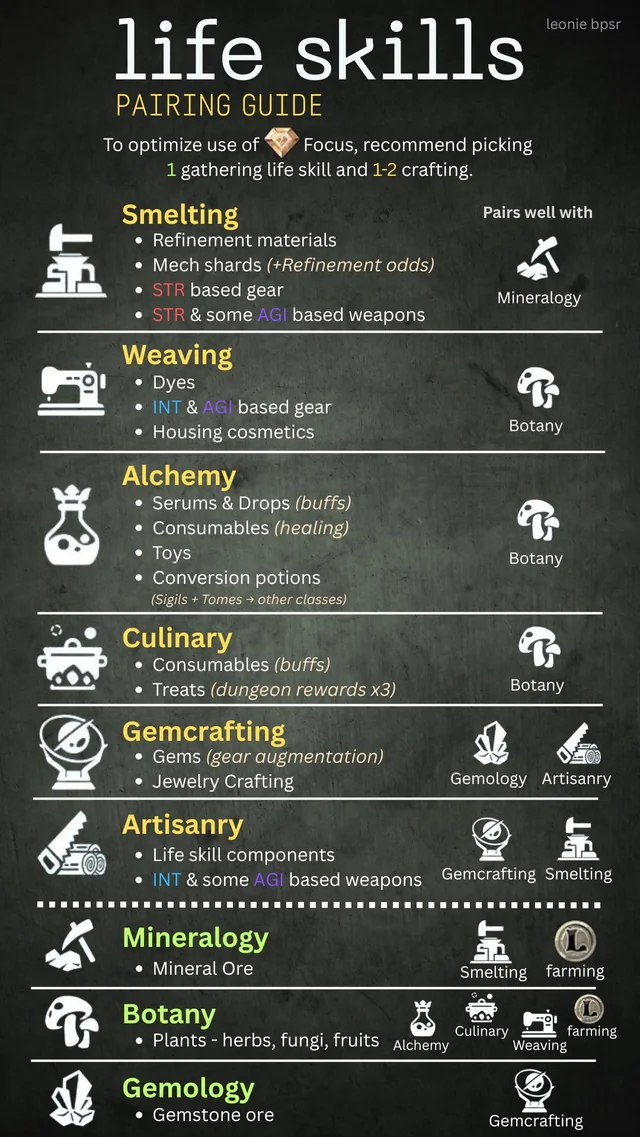 leonie bpsr
life skills
PAIRING GUIDE
To optimize use of Focus, recommend picking
1 gathering life skill and 1-2 crafting.
Pairs well with
Smelting
• Refinement materials
• Mech shards (+Refinement odds)
• STR based gear
• STR & some AGI based weapons
Mineralogy
Weaving
• Dyes
• INT & AGI based gear
• Housing cosmetics
Botany
Alchemy
• Serums & Drops (buffs)
• Consumables (healing)
• Toys
• Conversion potions
(Sigils + Tomes → other classes)
Botany
Culinary
• Consumables (buffs)
• Treats (dungeon rewards x3)
Botany
Gemcrafting
• Gems (gear augmentation)
• Jewelry Crafting
Gemology Artisanry
Artisanry
• Life skill components
• INT & some AGI based weapons
Gemcrafting Smelting
Mineralogy
• Mineral Ore
Smelting L farming
Botany
• Plants - herbs, fungi, fruits
Alchemy Culinary Weaving L farming
Gemology
• Gemstone ore
Gemcrafting